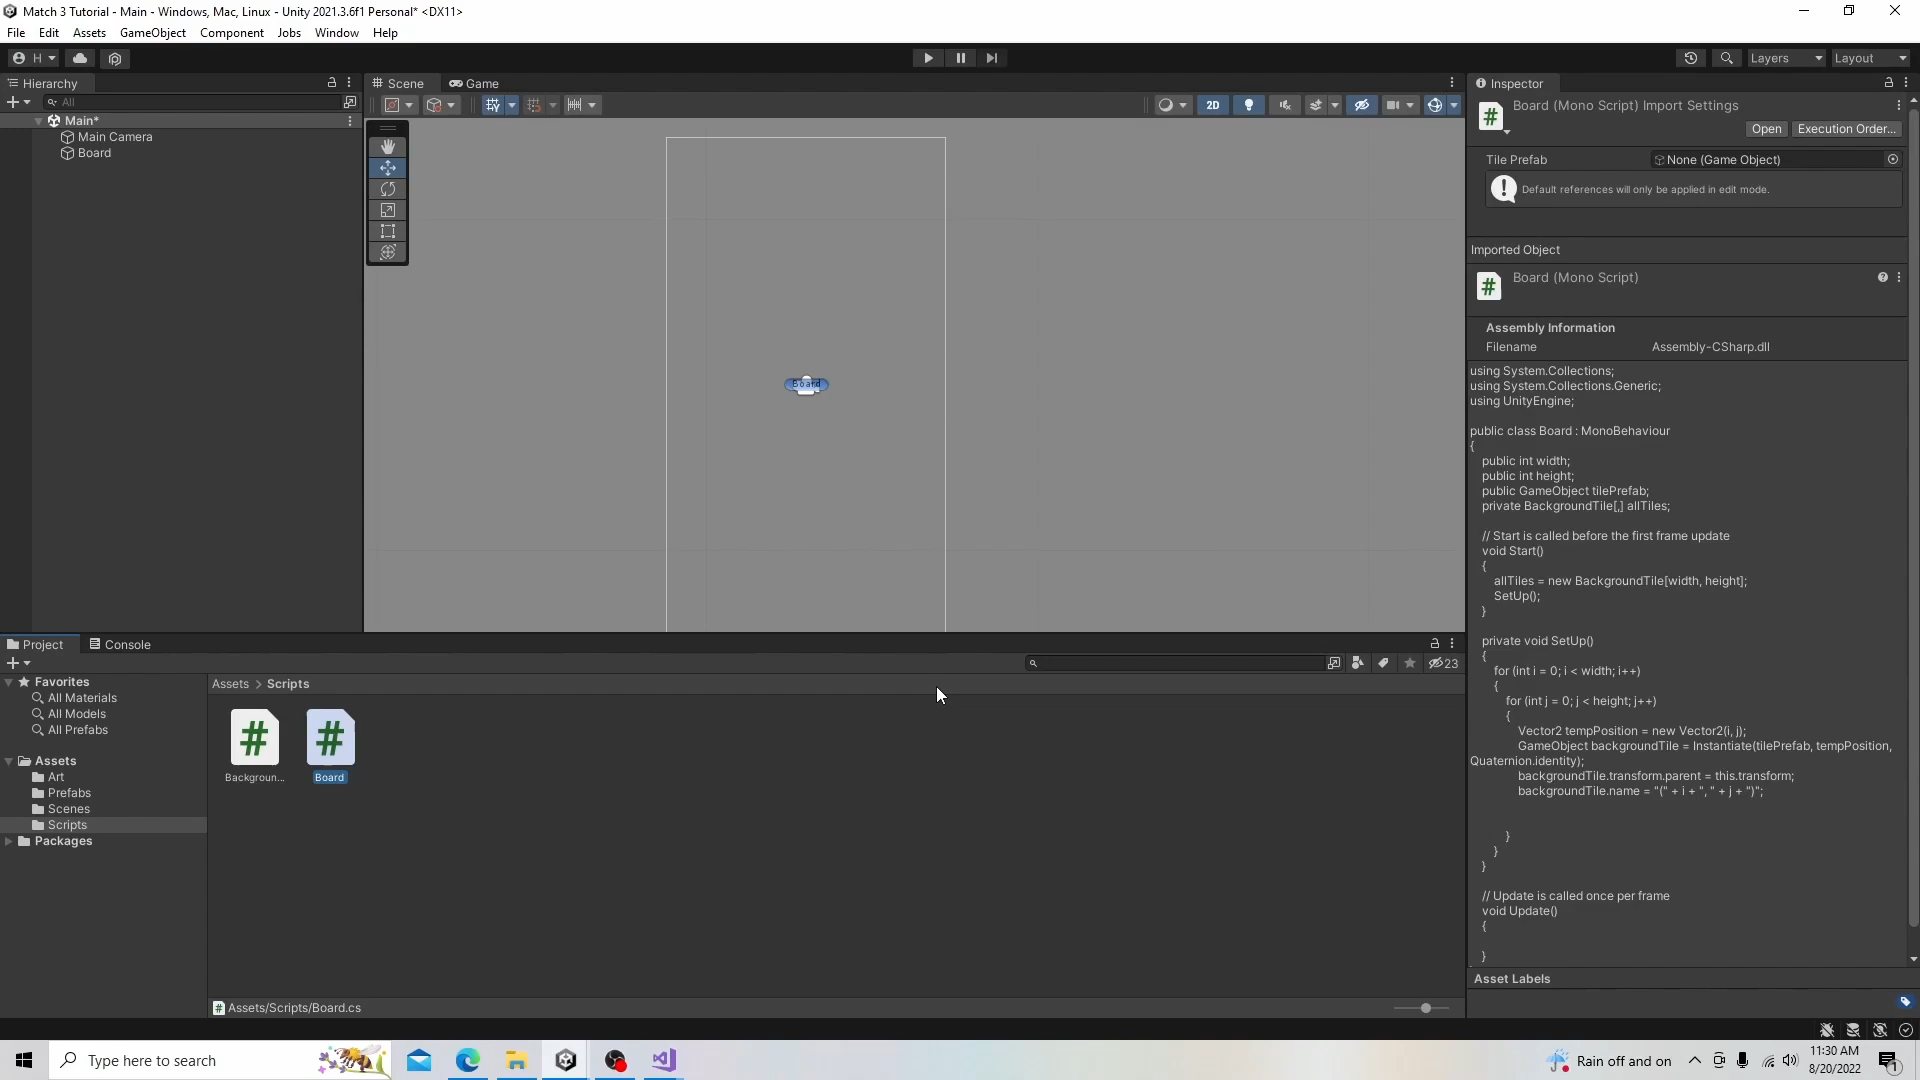 Match 3 Tutorial - Main - Windows, Mac, Linux - Unity 2021.3.6f1 Personal* <DX11>
File Edit Assets GameObject Component Jobs Window Help
H Layers Layout
Hierarchy
All
Main*
Main Camera
Board
Scene Game
2D
Board
Inspector
Board (Mono Script) Import Settings
Open Execution Order...
Tile Prefab None (Game Object)
Default references will only be applied in edit mode.
Imported Object
Board (Mono Script)
Assembly Information
Filename Assembly-CSharp.dll
using System.Collections;
using System.Collections.Generic;
using UnityEngine;
public class Board : MonoBehaviour
{
public int width;
public int height;
public GameObject tilePrefab;
private BackgroundTile[,] allTiles;
// Start is called before the first frame update
void Start()
{
allTiles = new BackgroundTile[width, height];
SetUp();
}
private void SetUp()
{
for (int i = 0; i < width; i++)
{
for (int j = 0; j < height; j++)
{
Vector2 tempPosition = new Vector2(i, j);
GameObject backgroundTile = Instantiate(tilePrefab, tempPosition,
Quaternion.identity);
backgroundTile.transform.parent = this.transform;
backgroundTile.name = "(" + i + ", " + j + ")";
}
}
}
// Update is called once per frame
void Update()
{
}
Asset Labels
Project Console
23
Favorites
All Materials
All Models
All Prefabs
Assets
Art
Prefabs
Scenes
Scripts
Packages
Assets > Scripts
Backgroun... Board
Assets/Scripts/Board.cs
Type here to search
Rain off and on
11:30 AM
8/20/2022
1